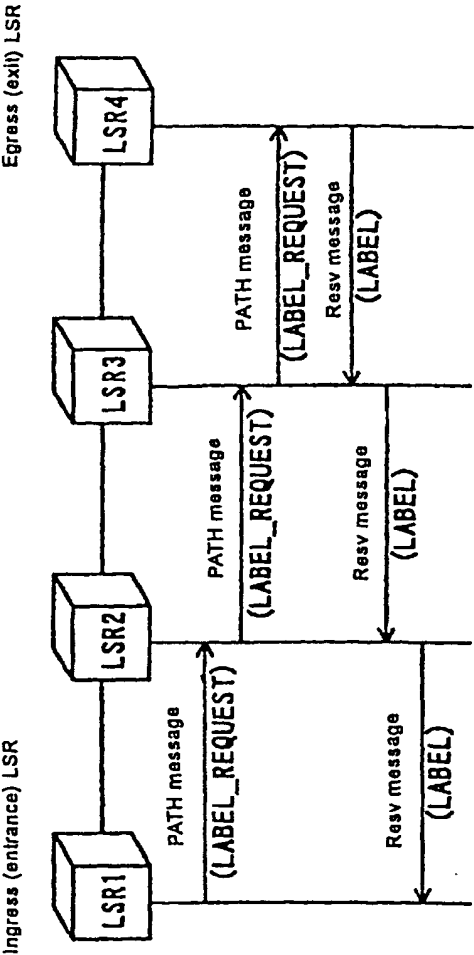 Ingress (entrance) LSR
Egress (exit) LSR
LSR1
LSR2
LSR3
LSR4
PATH message
(LABEL_REQUEST)
PATH message
(LABEL_REQUEST)
PATH message
(LABEL_REQUEST)
Resv message
(LABEL)
Resv message
(LABEL)
Resv message
(LABEL)